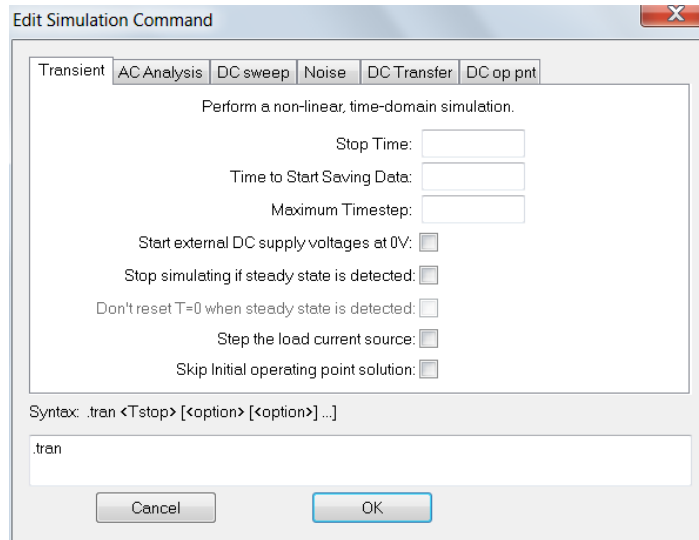 Edit Simulation Command
X
Transient AC Analysis DC sweep Noise DC Transfer DC op pnt
Perform a non-linear, time-domain simulation.
Stop Time:
Time to Start Saving Data:
Maximum Timestep:
Start external DC supply voltages at 0V:
Stop simulating if steady state is detected:
Don't reset T=0 when steady state is detected:
Step the load current source:
Skip Initial operating point solution:
Syntax: .tran <Tstop> [<option> [<option>] ...]
.tran
Cancel OK